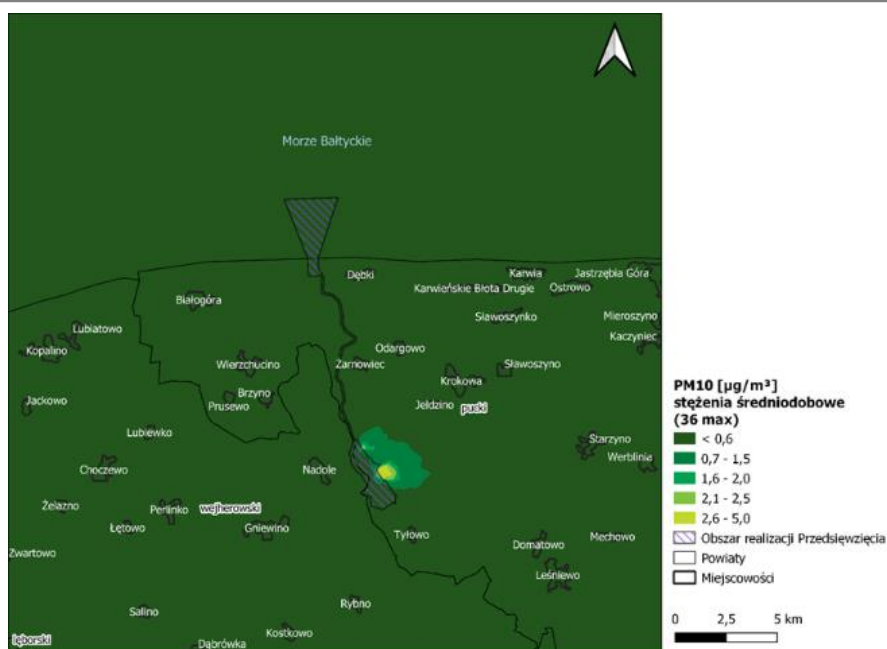 Morze Bałtyckie
Dębki
Karwia
Jastrzębia Góra
Karwieńskie Błota Drugie
Ostrowo
Białogóra
Sławoszynko
Mieroszyno
Lubiatowo
Kaczyniec
Kopalino
Odargowo
Wierzchucino
Żarnowiec
Sławoszyno
Krokowa
Jackowo
Brzyno
Prusewo
Jeldzino
pucki
Lubiewko
Starzyno
Choczewo
Nadole
Werblinia
Żelazno
Perlinko
wejherowski
Łętowo
Gniewino
Tyłowo
Mechowo
Domatowo
Zwartowo
Leśniewo
Salino
Rybno
Kostkowo
lęborski
Dąbrówka
PM10 [µg/m³]
stężenia średniodobowe
(36 max)
< 0,6
0,7 - 1,5
1,6 - 2,0
2,1 - 2,5
2,6 - 5,0
Obszar realizacji Przedsięwzięcia
Powiaty
Miejscowości
0 2,5 5 km